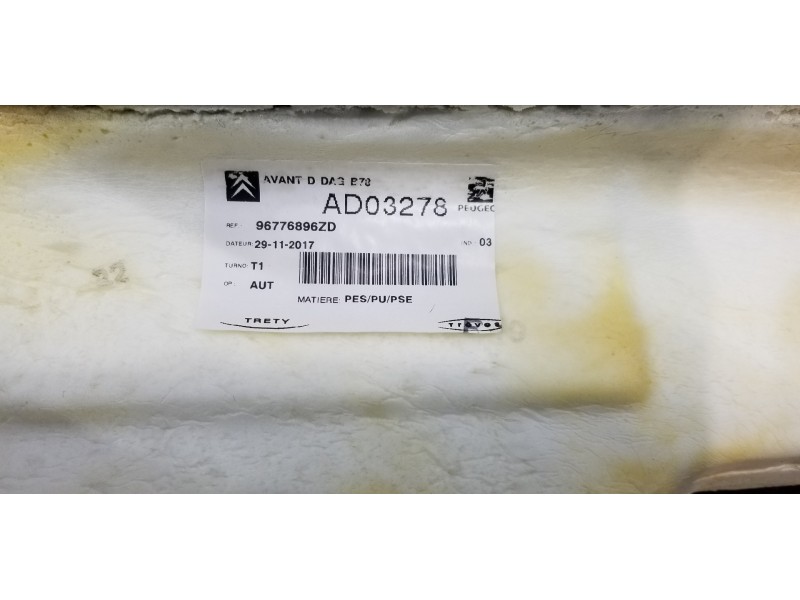 AVANT D DAG B78
AD03278
PEUGEO
REF: 96776896ZD
DATEUR: 29-11-2017
IND: 03
TURNO: T1
OP: AUT
MATIERE: PES/PU/PSE
TRETY